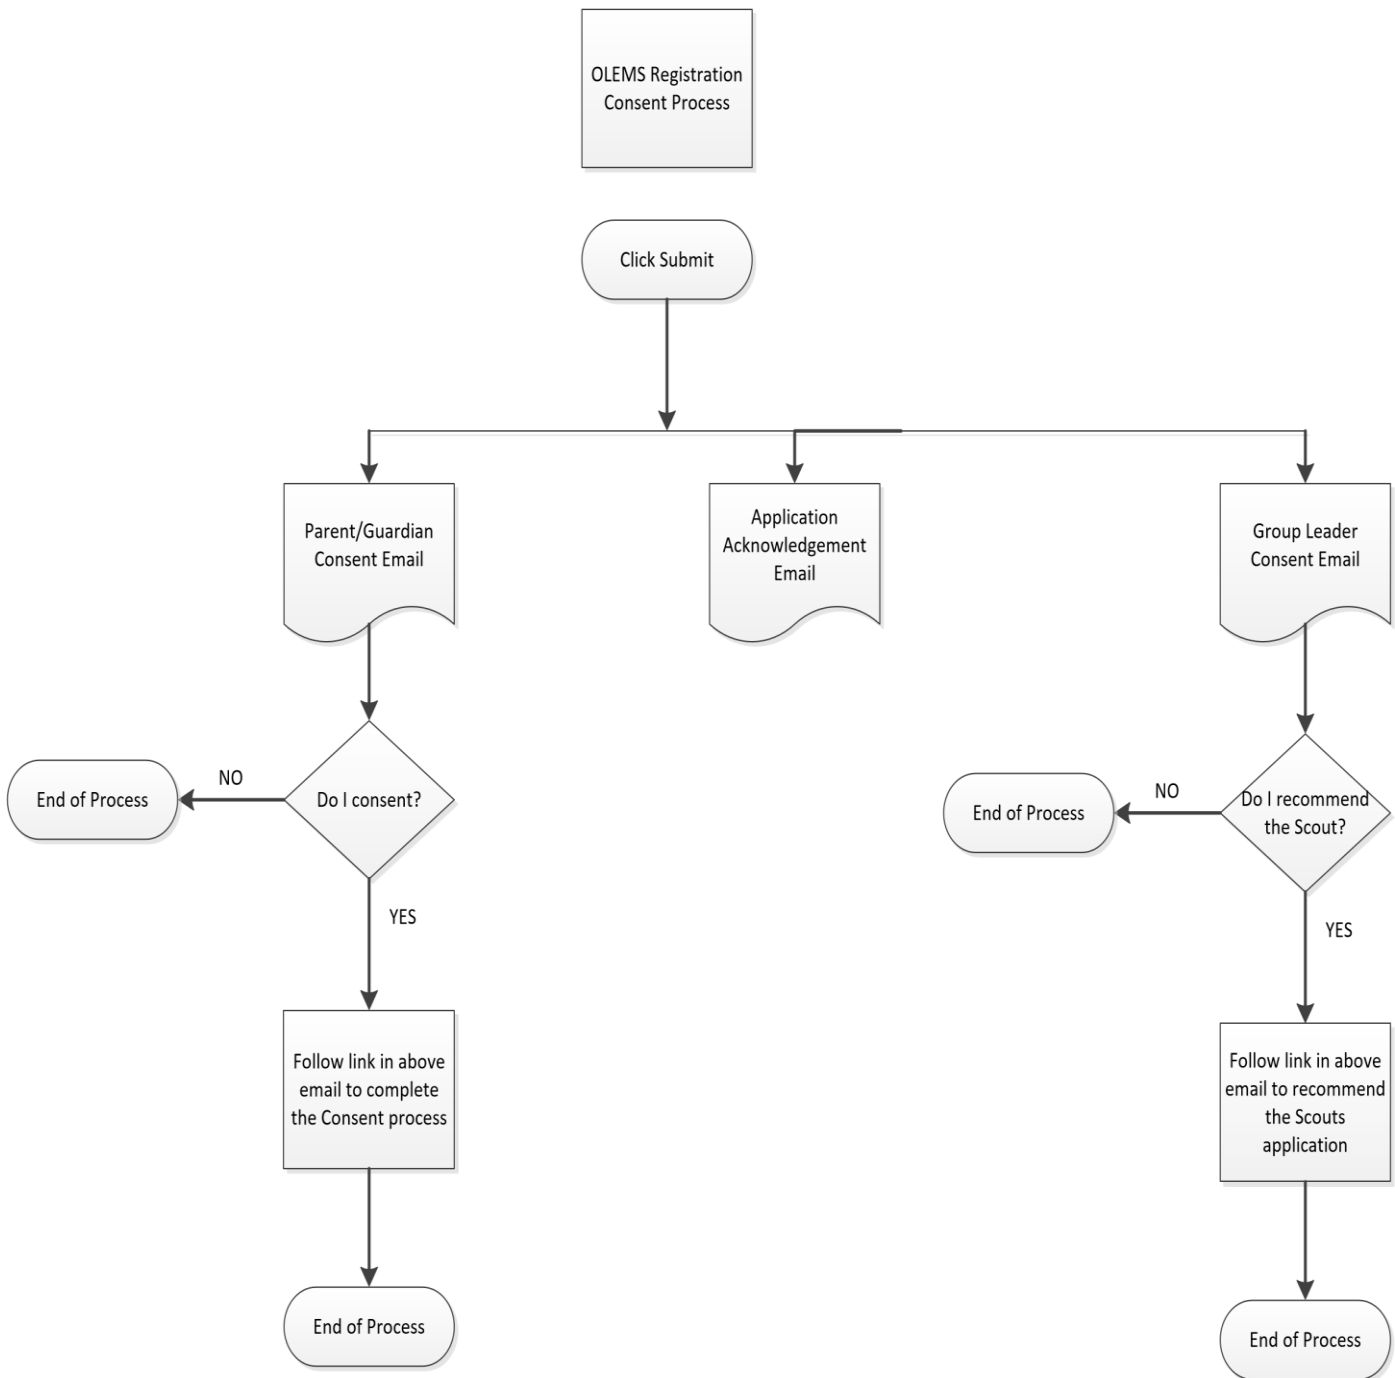 OLEMS Registration
Consent Process
Click Submit
Parent/Guardian
Consent Email
Application
Acknowledgement
Email
Group Leader
Consent Email
NO
End of Process
Do I consent?
YES
NO
End of Process
Do I recommend
the Scout?
YES
Follow link in above
email to complete
the Consent process
Follow link in above
email to recommend
the Scouts
application
End of Process
End of Process